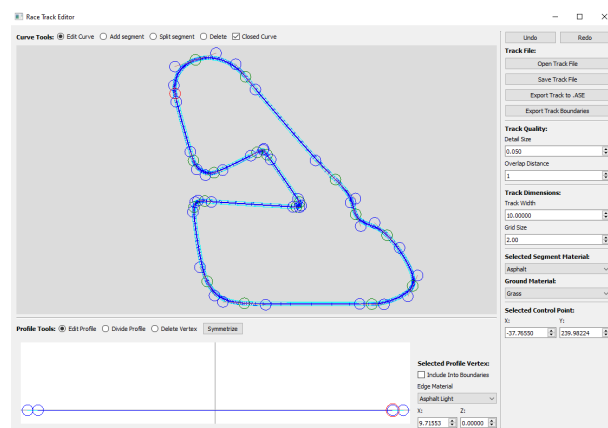 Race Track Editor
Curve Tools: Edit Curve Add segment Split segment Delete Closed Curve
Undo Redo
Track File:
Open Track File
Save Track File
Export Track to .ASE
Export Track Boundaries
Track Quality:
Detail Size
0.050
Overlap Distance
1
Track Dimensions:
Track Width
10.00000
Grid Size
2.00
Selected Segment Material:
Asphalt
Ground Material:
Grass
Selected Control Point:
X: Y:
-37.76550 239.98224
Profile Tools: Edit Profile Divide Profile Delete Vertex Symmetrize
Selected Profile Vertex:
Include Into Boundaries
Edge Material
Asphalt Light
X: Z:
9.71553 0.00000